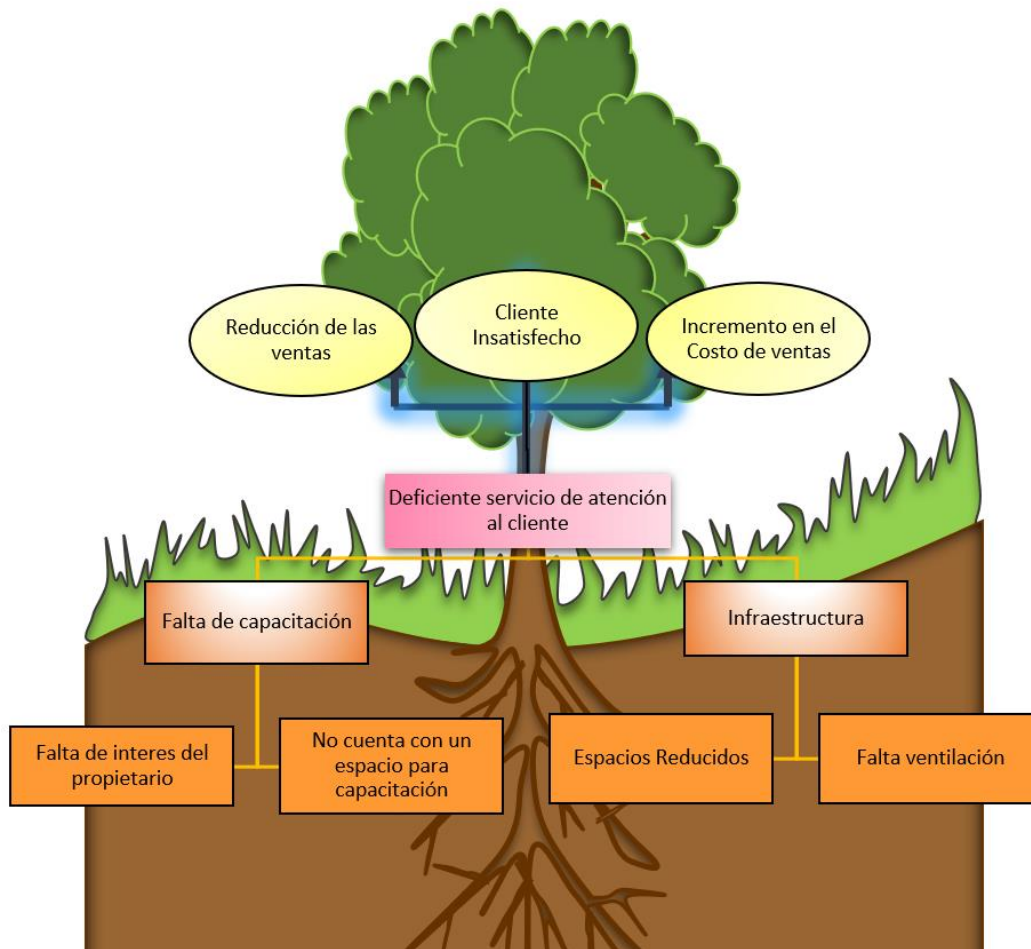 Reducción de las
ventas
Cliente
Insatisfecho
Incremento en el
Costo de ventas
Deficiente servicio de atención
al cliente
Falta de capacitación
Infraestructura
Falta de interes del
propietario
No cuenta con un
espacio para
capacitación
Espacios Reducidos
Falta ventilación